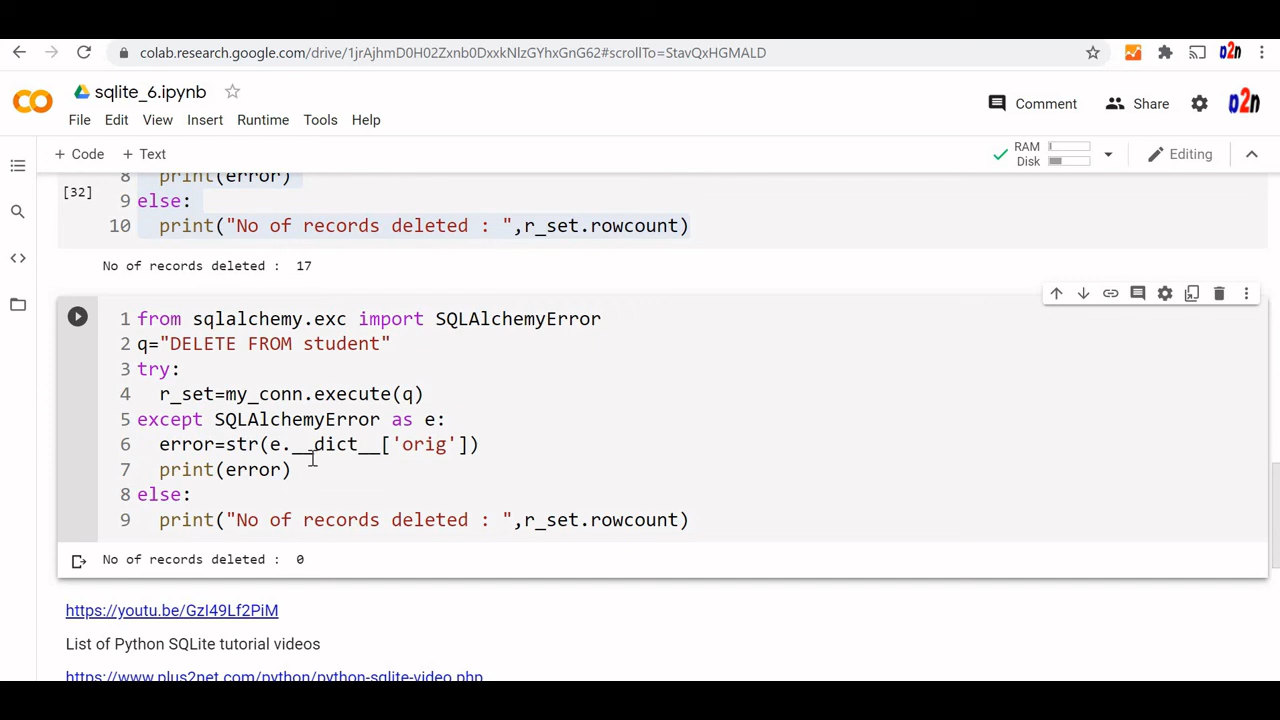 colab.research.google.com/drive/1jrAjhmD0H02Zxnb0DxxkNlzGYhxGnG62#scrollTo=StavQxHGMALD
sqlite_6.ipynb
Comment Share
File Edit View Insert Runtime Tools Help
+ Code + Text
RAM
Disk
Editing
[32]
8 print(error)
9 else:
10 print("No of records deleted : ",r_set.rowcount)
No of records deleted : 17
1 from sqlalchemy.exc import SQLAlchemyError
2 q="DELETE FROM student"
3 try:
4 r_set=my_conn.execute(q)
5 except SQLAlchemyError as e:
6 error=str(e.__dict__['orig'])
7 print(error)
8 else:
9 print("No of records deleted : ",r_set.rowcount)
No of records deleted : 0
https://youtu.be/GzI49Lf2PiM
List of Python SQLite tutorial videos
https://www.plus2net.com/python/python-sqlite-video.php